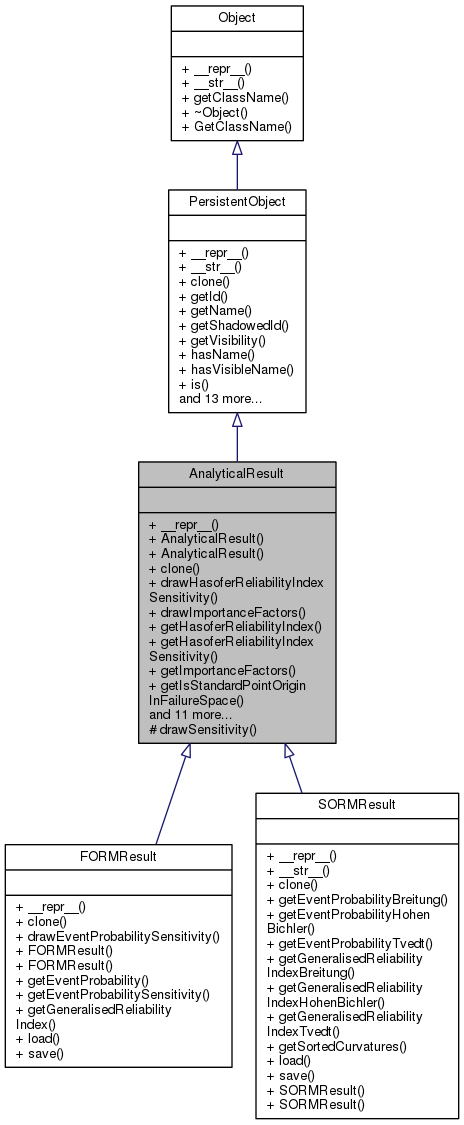 Object
+ __repr__()
+ __str__()
+ getClassName()
+ ~Object()
+ GetClassName()
PersistentObject
+ __repr__()
+ __str__()
+ clone()
+ getId()
+ getName()
+ getShadowedId()
+ getVisibility()
+ hasName()
+ hasVisibleName()
+ is()
and 13 more...
AnalyticalResult
+ __repr__()
+ AnalyticalResult()
+ AnalyticalResult()
+ clone()
+ drawHasoferReliabilityIndex
Sensitivity()
+ drawImportanceFactors()
+ getHasoferReliabilityIndex()
+ getHasoferReliabilityIndex
Sensitivity()
+ getImportanceFactors()
+ getIsStandardPointOrigin
InFailureSpace()
and 11 more...
# drawSensitivity()
FORMResult
+ __repr__()
+ clone()
+ drawEventProbabilitySensitivity()
+ FORMResult()
+ FORMResult()
+ getEventProbability()
+ getEventProbabilitySensitivity()
+ getGeneralisedReliability
Index()
+ load()
+ save()
SORMResult
+ __repr__()
+ __str__()
+ clone()
+ getEventProbabilityBreitung()
+ getEventProbabilityHohen
Bichler()
+ getEventProbabilityTvedt()
+ getGeneralisedReliability
IndexBreitung()
+ getGeneralisedReliability
IndexHohenBichler()
+ getGeneralisedReliability
IndexTvedt()
+ getSortedCurvatures()
+ load()
+ save()
+ SORMResult()
+ SORMResult()